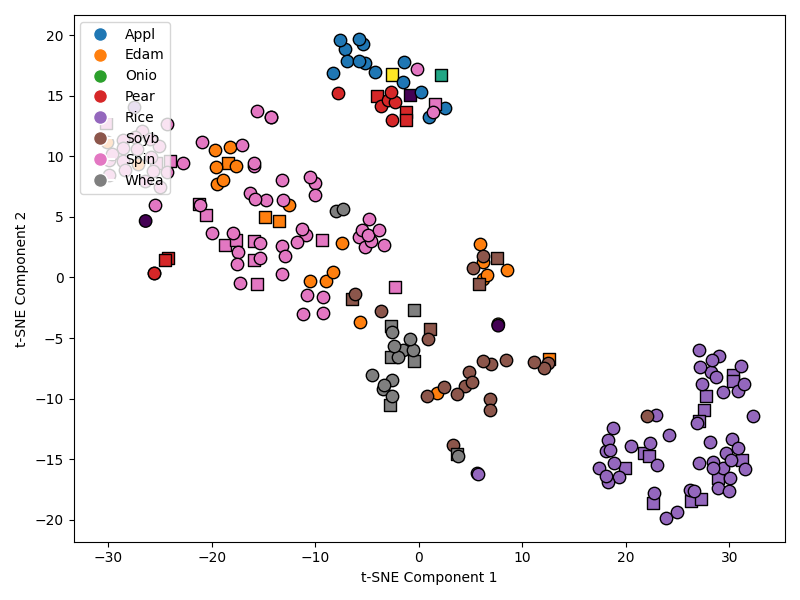 Appl
Edam
Onio
Pear
Rice
Soyb
Spin
Whea
20
15
10
5
0
−5
−10
−15
−20
t-SNE Component 2
−30
−20
−10
0
10
20
30
t-SNE Component 1